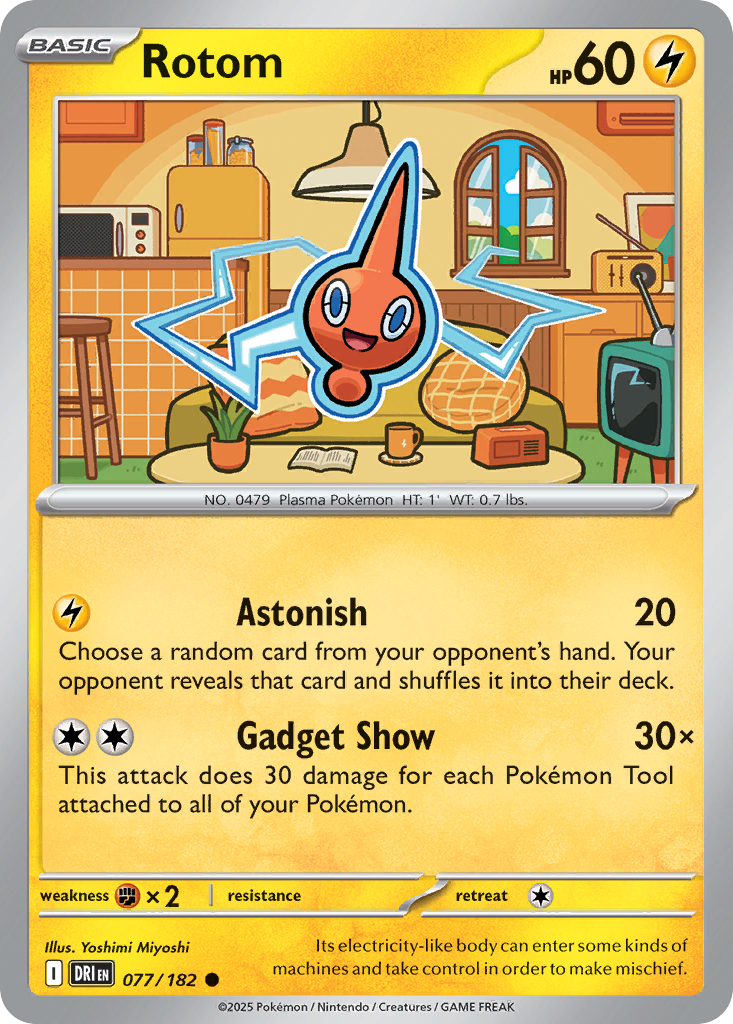 BASIC
Rotom
HP 60
NO. 0479 Plasma Pokémon HT: 1' WT: 0.7 lbs.
Astonish 20
Choose a random card from your opponent's hand. Your
opponent reveals that card and shuffles it into their deck.
Gadget Show 30×
This attack does 30 damage for each Pokémon Tool
attached to all of your Pokémon.
weakness ×2 resistance retreat
Illus. Yoshimi Miyoshi
Its electricity-like body can enter some kinds of
machines and take control in order to make mischief.
I DRI EN 077/182
©2025 Pokémon / Nintendo / Creatures / GAME FREAK